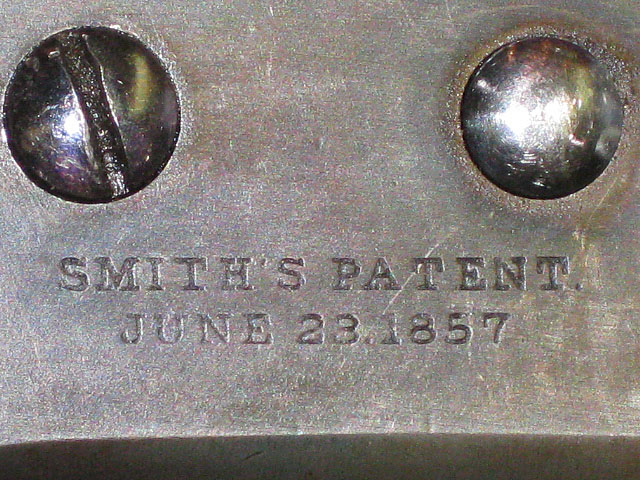 SMITH'S PATENT.
JUNE 23.1857